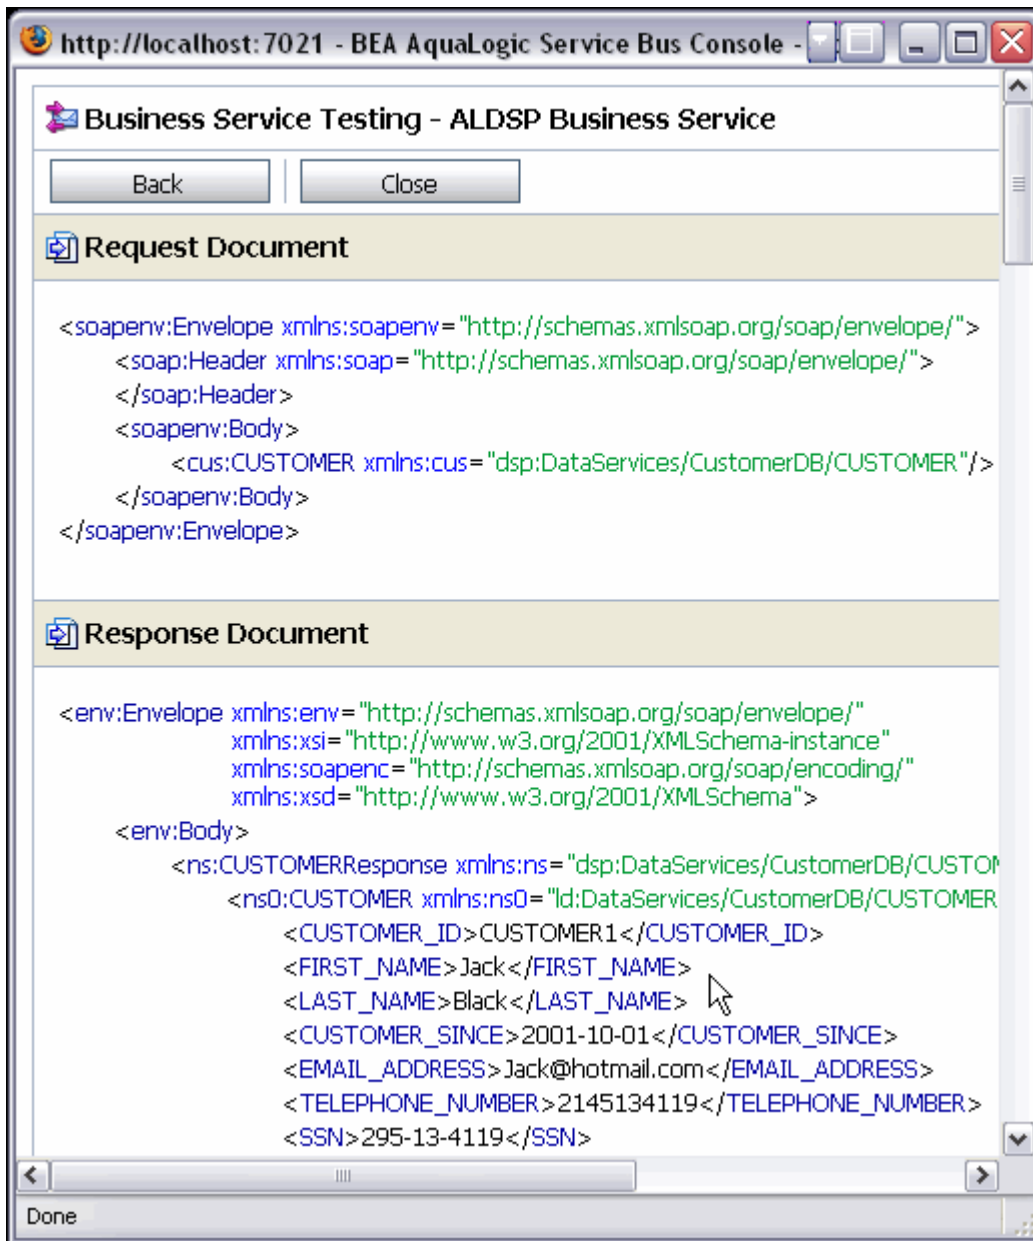 http://localhost:7021 - BEA AquaLogic Service Bus Console -
Business Service Testing - ALDSP Business Service
Back Close
Request Document
<soapenv:Envelope xmlns:soapenv="http://schemas.xmlsoap.org/soap/envelope/">
<soap:Header xmlns:soap="http://schemas.xmlsoap.org/soap/envelope/">
</soap:Header>
<soapenv:Body>
<cus:CUSTOMER xmlns:cus="dsp:DataServices/CustomerDB/CUSTOMER"/>
</soapenv:Body>
</soapenv:Envelope>
Response Document
<env:Envelope xmlns:env="http://schemas.xmlsoap.org/soap/envelope/"
xmlns:xsi="http://www.w3.org/2001/XMLSchema-instance"
xmlns:soapenc="http://schemas.xmlsoap.org/soap/encoding/"
xmlns:xsd="http://www.w3.org/2001/XMLSchema">
<env:Body>
<ns:CUSTOMERResponse xmlns:ns="dsp:DataServices/CustomerDB/CUSTOM
<ns0:CUSTOMER xmlns:ns0="ld:DataServices/CustomerDB/CUSTOMER
<CUSTOMER_ID>CUSTOMER1</CUSTOMER_ID>
<FIRST_NAME>Jack</FIRST_NAME>
<LAST_NAME>Black</LAST_NAME>
<CUSTOMER_SINCE>2001-10-01</CUSTOMER_SINCE>
<EMAIL_ADDRESS>Jack@hotmail.com</EMAIL_ADDRESS>
<TELEPHONE_NUMBER>2145134119</TELEPHONE_NUMBER>
<SSN>295-13-4119</SSN>
Done